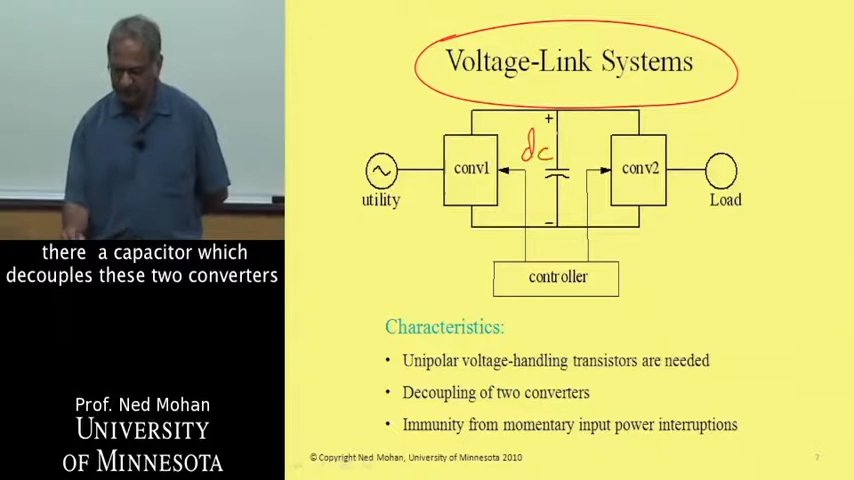 Voltage-Link Systems
+
dc
conv1
conv2
utility
Load
−
controller
Characteristics:
• Unipolar voltage-handling transistors are needed
• Decoupling of two converters
• Immunity from momentary input power interruptions
© Copyright Ned Mohan, University of Minnesota 2010
7
there a capacitor which
decouples these two converters
Prof. Ned Mohan
UNIVERSITY
OF MINNESOTA